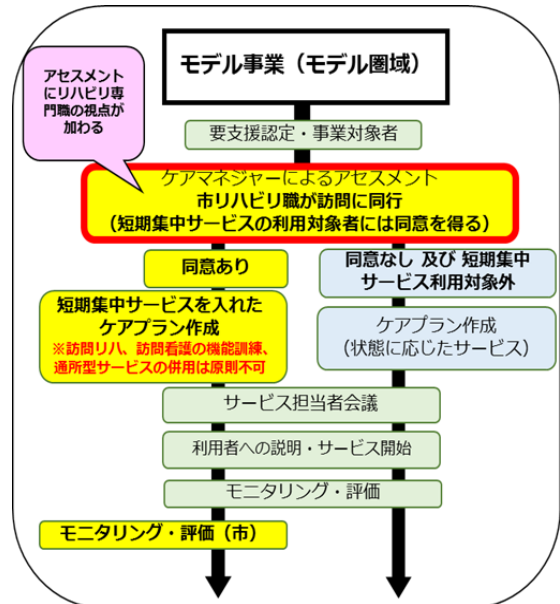 モデル事業（モデル圏域）
アセスメント
にリハビリ専
門職の視点が
加わる
要支援認定・事業対象者
ケアマネジャーによるアセスメント
市リハビリ職が訪問に同行
（短期集中サービスの利用対象者には同意を得る）
同意あり
同意なし 及び 短期集中
サービス利用対象外
短期集中サービスを入れた
ケアプラン作成
※訪問リハ、訪問看護の機能訓練、
通所型サービスの併用は原則不可
ケアプラン作成
（状態に応じたサービス）
サービス担当者会議
利用者への説明・サービス開始
モニタリング・評価
モニタリング・評価（市）